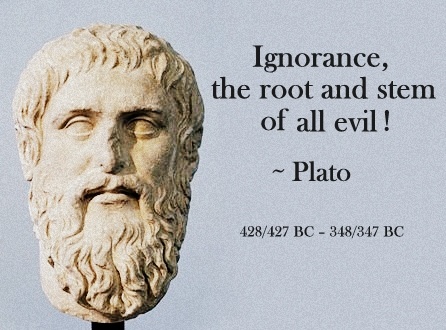 Ignorance,
the root and stem
of all evil!
~ Plato
428/427 BC – 348/347 BC